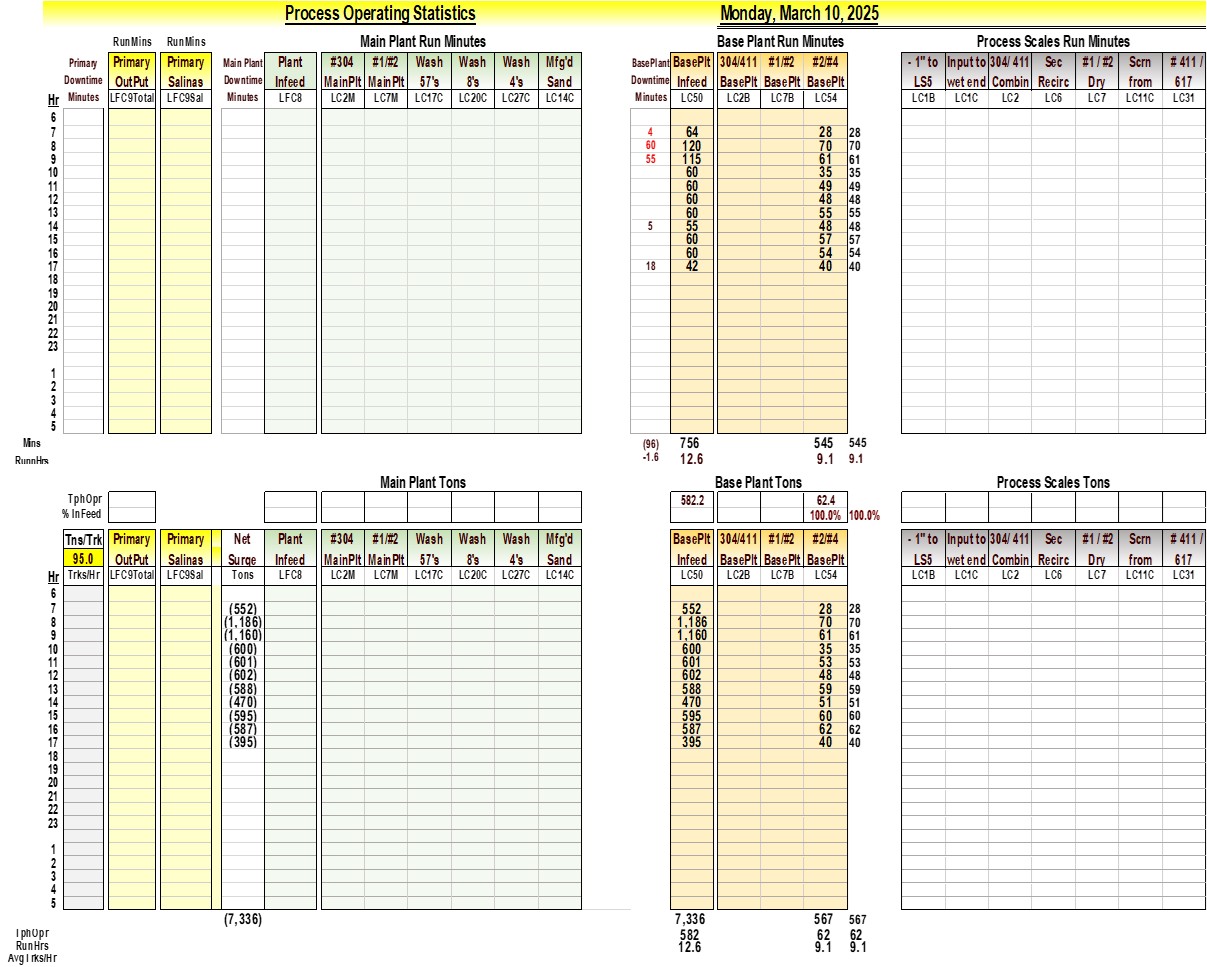 Process Operating Statistics Monday, March 10, 2025
RunMins RunMins Main Plant Run Minutes Base Plant Run Minutes Process Scales Run Minutes
Primary Primary Primary Main Plant Plant #304 #1/#2 Wash Wash Wash Mfg'd BasePlant BasePlt 304/411 #1/#2 #2/#4 - 1" to Input to 304/ 411 Sec #1 / #2 Scrn # 411 /
Downtime OutPut Salinas Downtime Infeed MainPlt MainPlt 57's 8's 4's Sand Downtime Infeed BasePlt BasePlt BasePlt LS5 wet end Combin Recirc Dry from 617
Hr Minutes LFC9Total LFC9Sal Minutes LFC8 LC2M LC7M LC17C LC20C LC27C LC14C Minutes LC50 LC2B LC7B LC54 LC1B LC1C LC2 LC6 LC7 LC11C LC31
6
7 4 64 28 28
8 60 120 70 70
9 55 115 61 61
10 60 35 35
11 60 49 49
12 60 48 48
13 60 55 55
14 5 55 48 48
15 60 57 57
16 60 54 54
17 18 42 40 40
18
19
20
21
22
23
1
2
3
4
5
Mins (96) 756 545 545
RunnHrs -1.6 12.6 9.1 9.1
Main Plant Tons Base Plant Tons Process Scales Tons
TphOpr 582.2 62.4
% InFeed 100.0% 100.0%
Tns/Trk Primary Primary Net Plant #304 #1/#2 Wash Wash Wash Mfg'd BasePlt 304/411 #1/#2 #2/#4 - 1" to Input to 304/ 411 Sec #1 / #2 Scrn # 411 /
95.0 OutPut Salinas Surge Infeed MainPlt MainPlt 57's 8's 4's Sand Infeed BasePlt BasePlt BasePlt LS5 wet end Combin Recirc Dry from 617
Hr Trks/Hr LFC9Total LFC9Sal Tons LFC8 LC2M LC7M LC17C LC20C LC27C LC14C LC50 LC2B LC7B LC54 LC1B LC1C LC2 LC6 LC7 LC11C LC31
6
7 (552) 552 28 28
8 (1,186) 1,186 70 70
9 (1,160) 1,160 61 61
10 (600) 600 35 35
11 (601) 601 53 53
12 (602) 602 48 48
13 (588) 588 59 59
14 (470) 470 51 51
15 (595) 595 60 60
16 (587) 587 62 62
17 (395) 395 40 40
18
19
20
21
22
23
1
2
3
4
5
(7,336) 7,336 567 567
TphOpr 582 62 62
RunHrs 12.6 9.1 9.1
AvgTrks/Hr